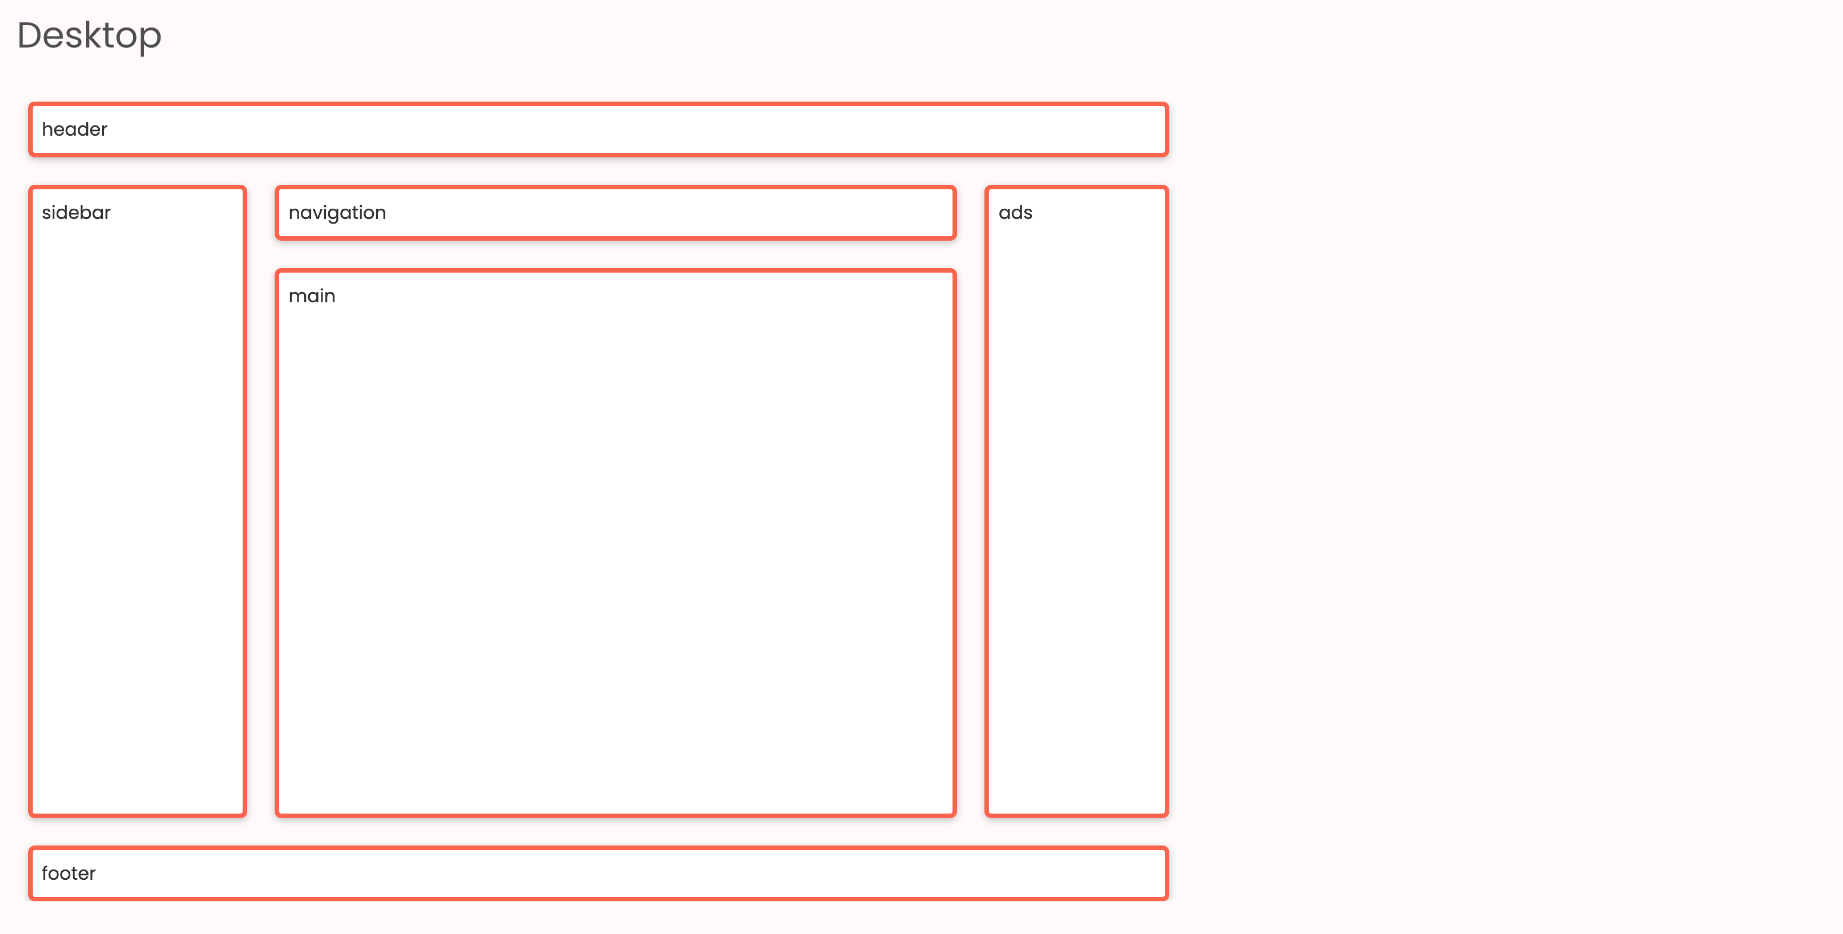 Desktop
header
sidebar
navigation
ads
main
footer